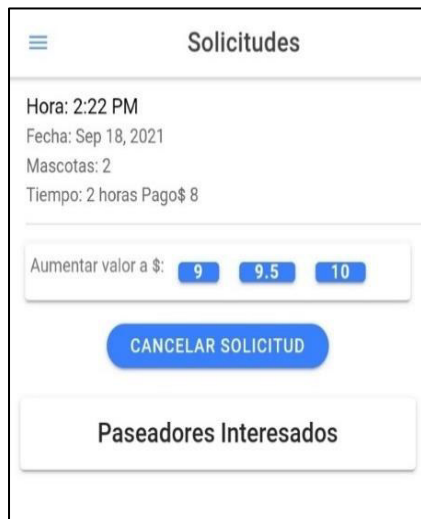 Solicitudes
Hora: 2:22 PM
Fecha: Sep 18, 2021
Mascotas: 2
Tiempo: 2 horas Pago$ 8
Aumentar valor a $: 9 9.5 10
CANCELAR SOLICITUD
Paseadores Interesados